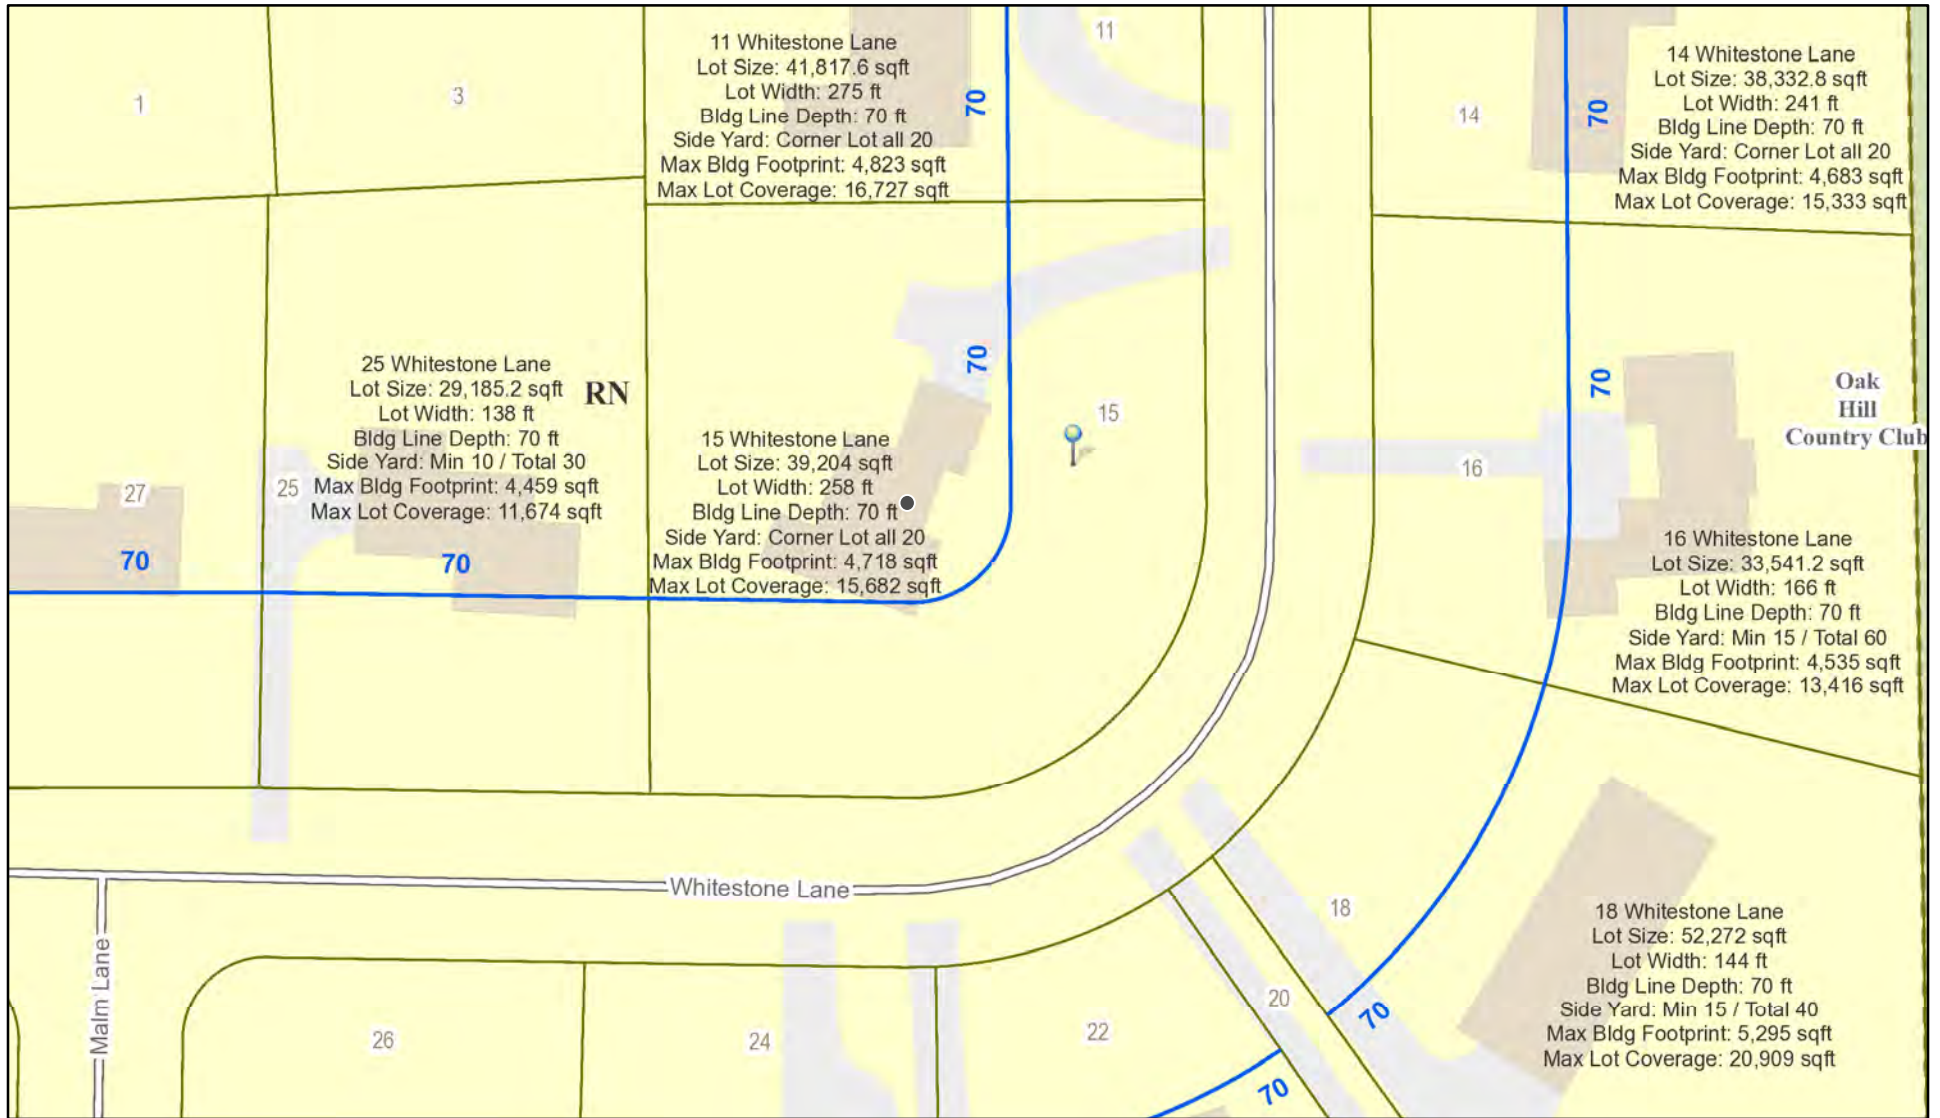 11 Whitestone Lane
Lot Size: 41,817.6 sqft
Lot Width: 275 ft
Bldg Line Depth: 70 ft
Side Yard: Corner Lot all 20
Max Bldg Footprint: 4,823 sqft
Max Lot Coverage: 16,727 sqft
14 Whitestone Lane
Lot Size: 38,332.8 sqft
Lot Width: 241 ft
Bldg Line Depth: 70 ft
Side Yard: Corner Lot all 20
Max Bldg Footprint: 4,683 sqft
Max Lot Coverage: 15,333 sqft
1
3
11
14
70
70
25 Whitestone Lane
Lot Size: 29,185.2 sqft
Lot Width: 138 ft
Bldg Line Depth: 70 ft
Side Yard: Min 10 / Total 30
Max Bldg Footprint: 4,459 sqft
Max Lot Coverage: 11,674 sqft
RN
15 Whitestone Lane
Lot Size: 39,204 sqft
Lot Width: 258 ft
Bldg Line Depth: 70 ft
Side Yard: Corner Lot all 20
Max Bldg Footprint: 4,718 sqft
Max Lot Coverage: 15,682 sqft
70
15
70
Oak
Hill
Country Club
27
25
16
70
70
16 Whitestone Lane
Lot Size: 33,541.2 sqft
Lot Width: 166 ft
Bldg Line Depth: 70 ft
Side Yard: Min 15 / Total 60
Max Bldg Footprint: 4,535 sqft
Max Lot Coverage: 13,416 sqft
Whitestone Lane
Malm Lane
18
20
22
24
26
70
70
18 Whitestone Lane
Lot Size: 52,272 sqft
Lot Width: 144 ft
Bldg Line Depth: 70 ft
Side Yard: Min 15 / Total 40
Max Bldg Footprint: 5,295 sqft
Max Lot Coverage: 20,909 sqft